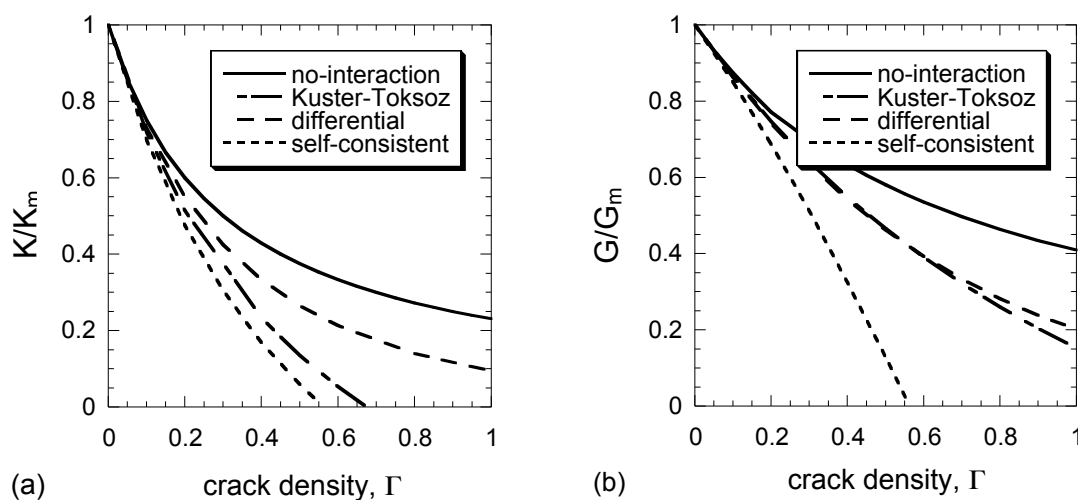 1
0.8
0.6
0.4
0.2
0
K/Km
no-interaction
Kuster-Toksoz
differential
self-consistent
0 0.2 0.4 0.6 0.8 1
(a) crack density, Γ
1
0.8
0.6
0.4
0.2
0
G/Gm
no-interaction
Kuster-Toksoz
differential
self-consistent
0 0.2 0.4 0.6 0.8 1
(b) crack density, Γ